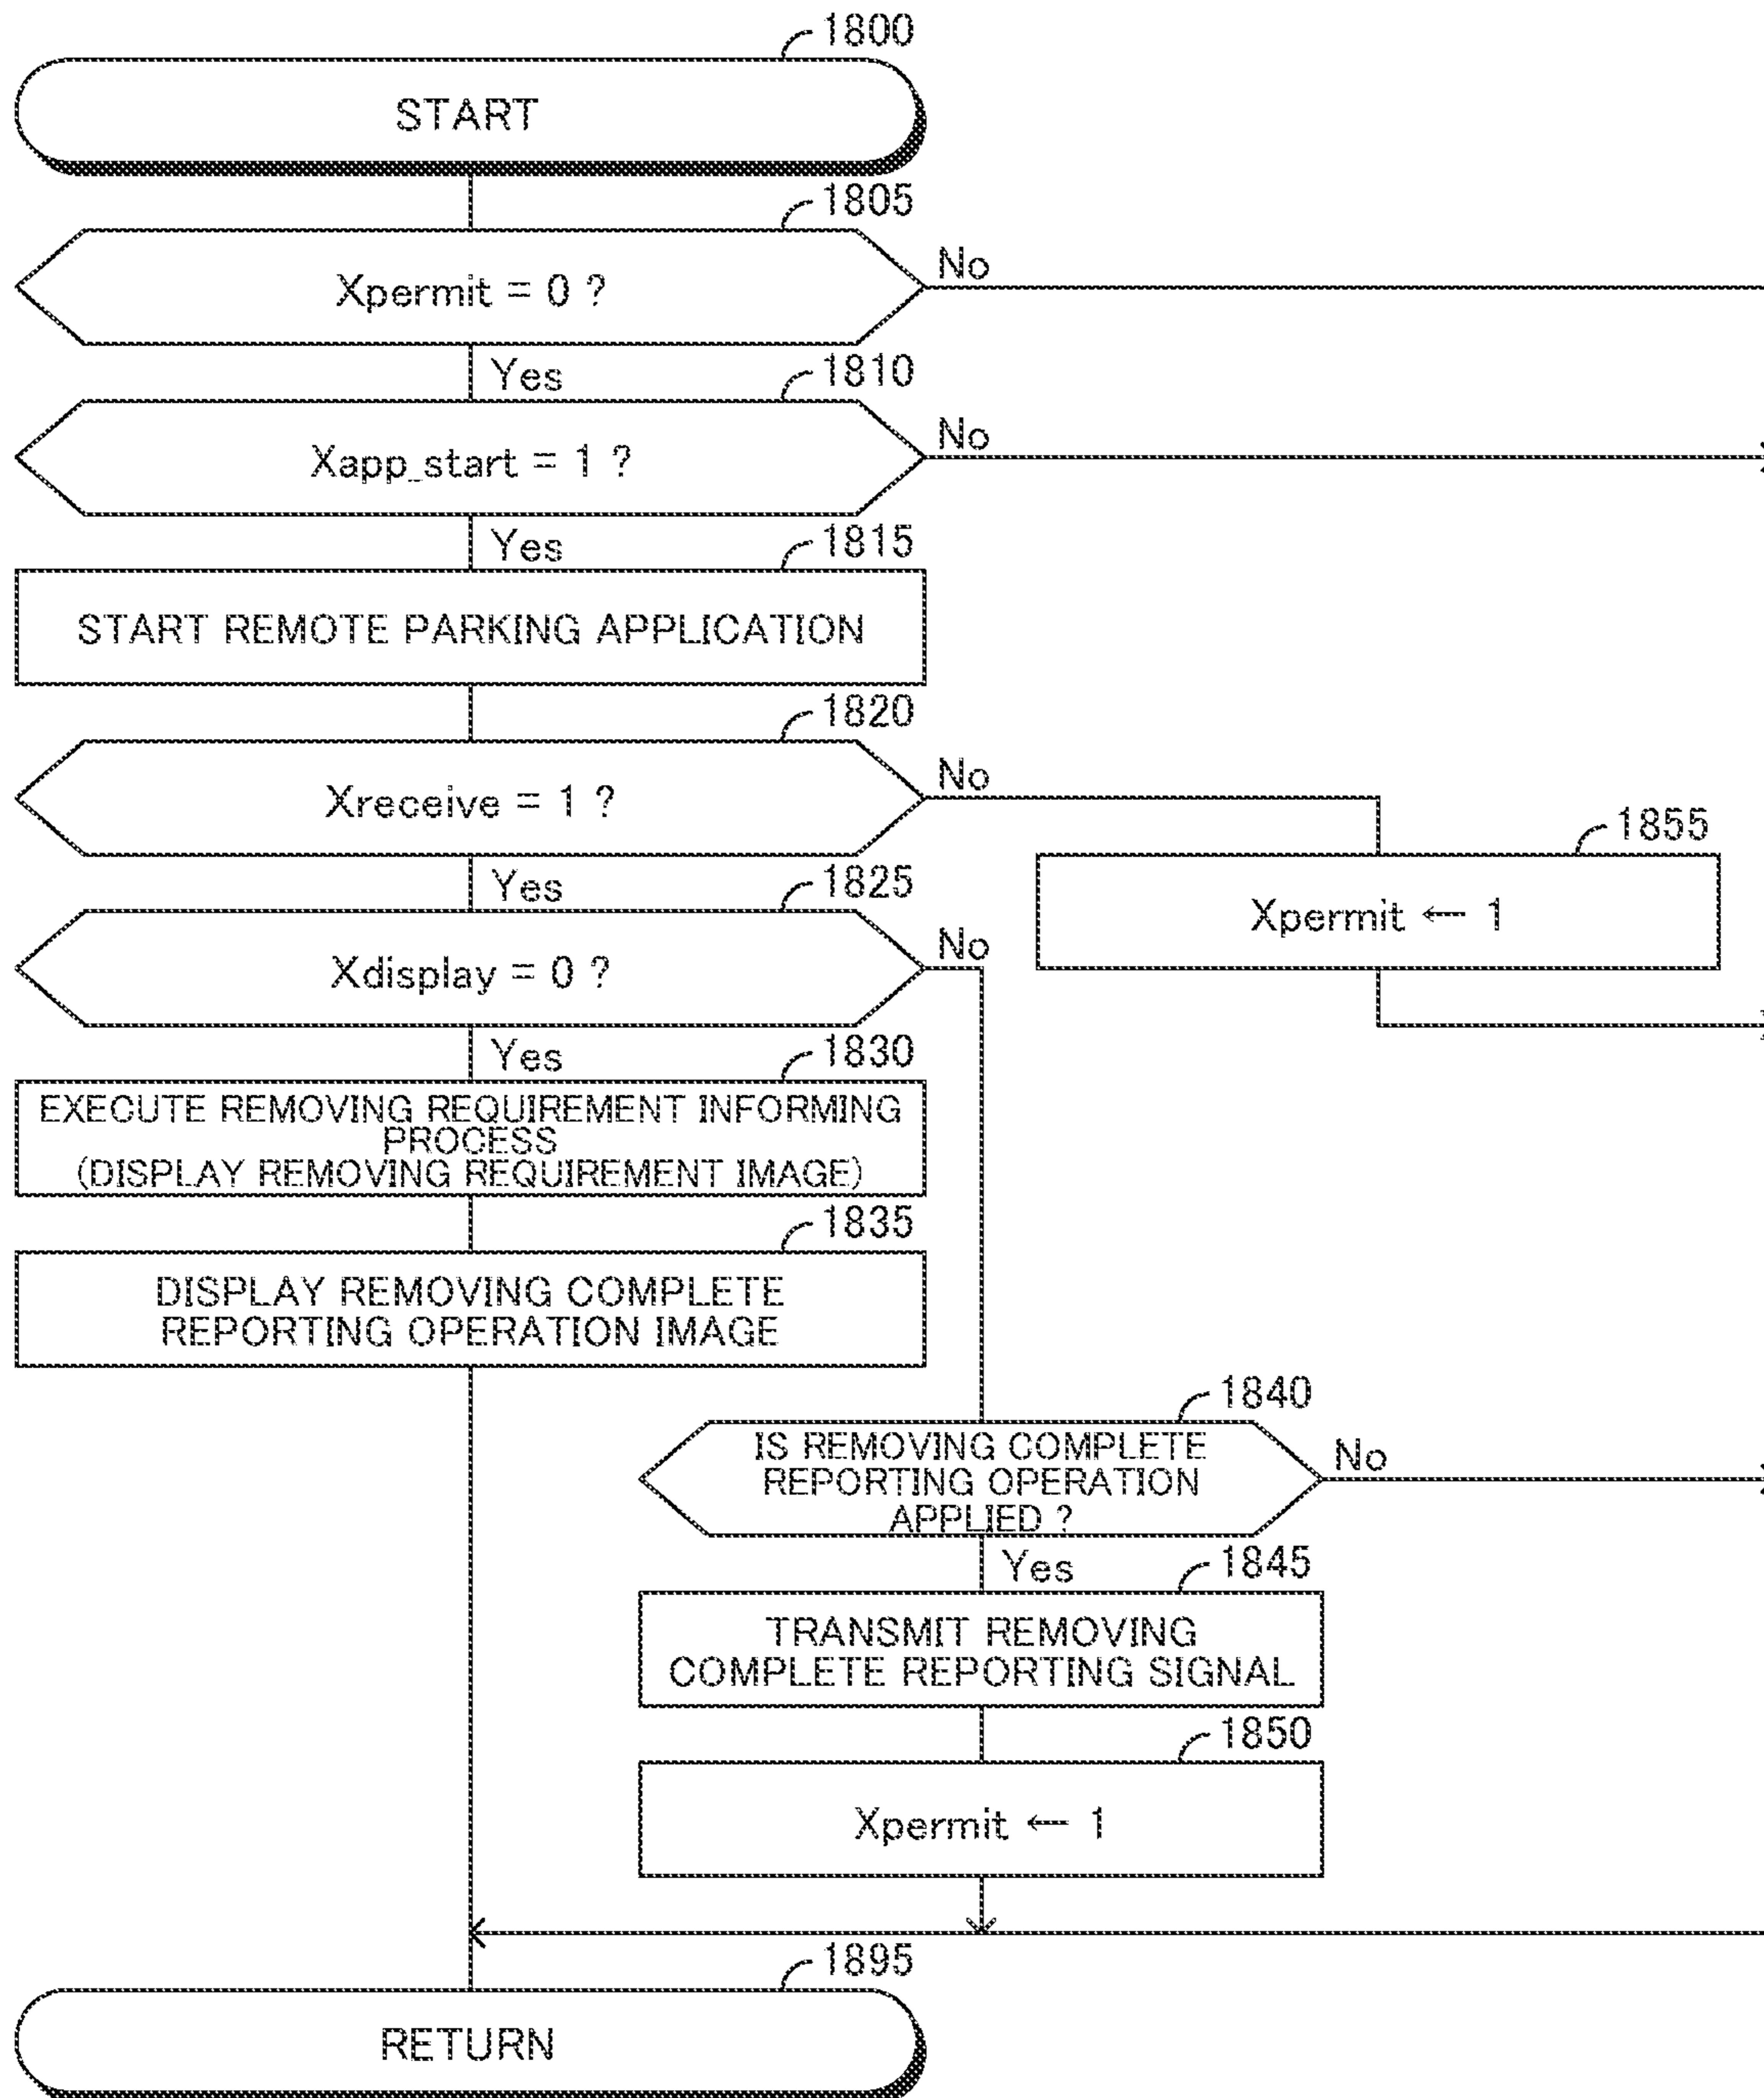 1800
START
1805
Xpermit = 0 ?
No
Yes
1810
Xapp_start = 1 ?
No
Yes
1815
START REMOTE PARKING APPLICATION
1820
Xreceive = 1 ?
No
Yes
1855
Xpermit ← 1
1825
Xdisplay = 0 ?
No
Yes
1830
EXECUTE REMOVING REQUIREMENT INFORMING
PROCESS
(DISPLAY REMOVING REQUIREMENT IMAGE)
1835
DISPLAY REMOVING COMPLETE
REPORTING OPERATION IMAGE
1840
IS REMOVING COMPLETE
REPORTING OPERATION
APPLIED ?
No
Yes
1845
TRANSMIT REMOVING
COMPLETE REPORTING SIGNAL
1850
Xpermit ← 1
1895
RETURN